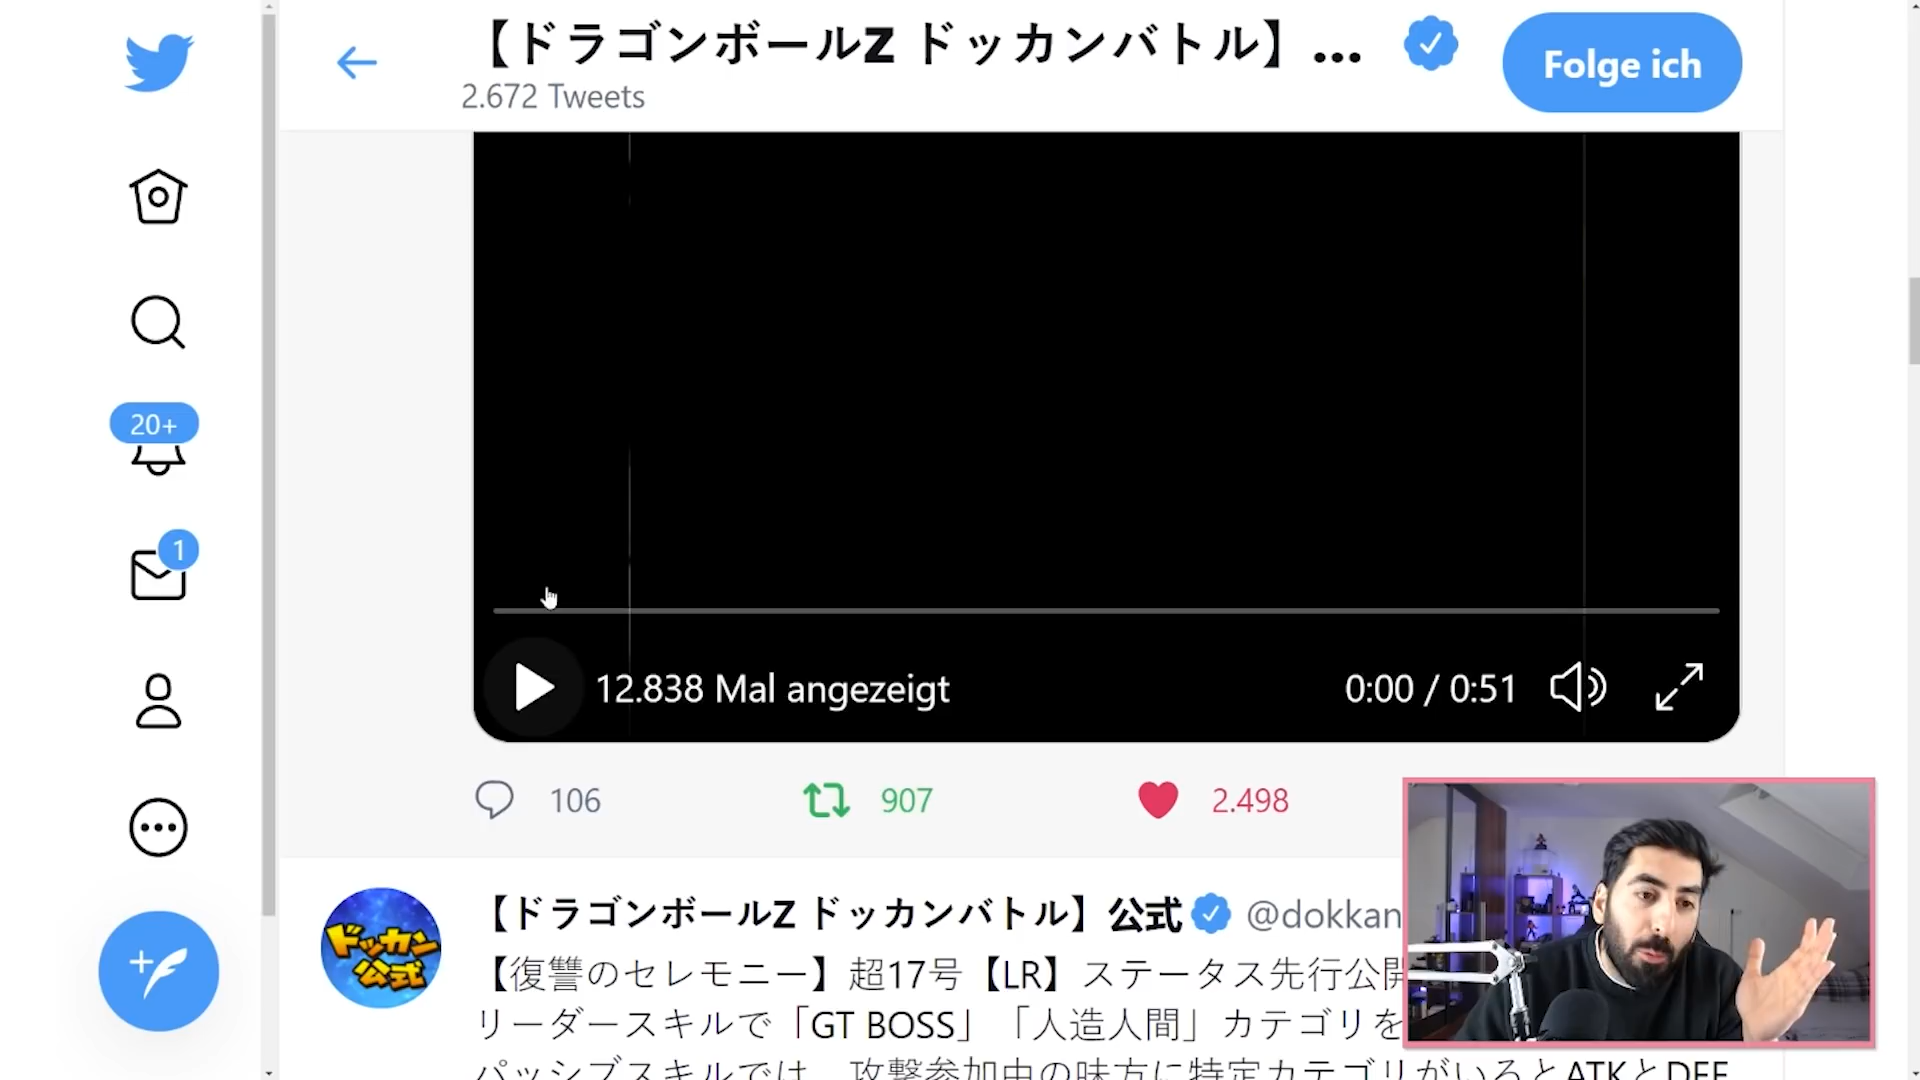 【ドラゴンボールZ ドッカンバトル】...
2.672 Tweets
Folge ich
20+
1
12.838 Mal angezeigt
0:00 / 0:51
106
907
2.498
【ドラゴンボールZ ドッカンバトル】公式 @dokkan
ドッカン
公式
【復讐のセレモニー】超17号【LR】ステータス先行公開
リーダースキルで「GT BOSS」「人造人間」カテゴリを
パッシブスキルでは、攻撃参加中の味方に特定カテゴリがいるとATKとDEF